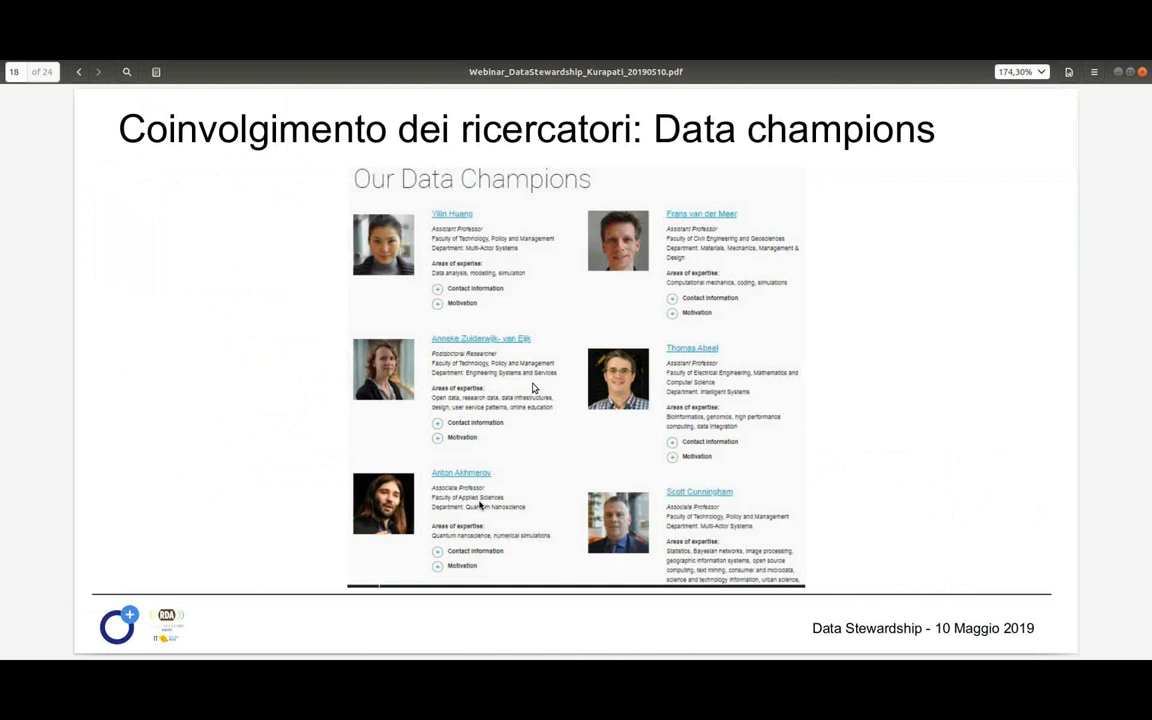 18 of 24
Webinar_DataStewardship_Kurapati_20190510.pdf
174,30%
Coinvolgimento dei ricercatori: Data champions
Our Data Champions
Yilin Huang
Assistant Professor
Faculty of Technology, Policy and Management
Department: Multi-Actor Systems
Areas of expertise:
Data analysis, modelling, simulation
Contact Information
Motivation
Frans van der Meer
Assistant Professor
Faculty of Civil Engineering and Geosciences
Department: Materials, Mechanics, Management &
Design
Areas of expertise:
Computational mechanics, coding, simulations
Contact Information
Motivation
Anneke Zuiderwijk- van Eijk
Postdoctoral Researcher
Faculty of Technology, Policy and Management
Department: Engineering Systems and Services
Areas of expertise:
Open data, research data, data infrastructures,
design, user service patterns, online education
Contact Information
Motivation
Thomas Abeel
Assistant Professor
Faculty of Electrical Engineering, Mathematics and
Computer Science
Department: Intelligent Systems
Areas of expertise:
Bioinformatics, genomics, high performance
computing, data integration
Contact Information
Motivation
Anton Akhmerov
Associate Professor
Faculty of Applied Sciences
Department: Quantum Nanoscience
Areas of expertise:
Quantum nanoscience, numerical simulations
Contact Information
Motivation
Scott Cunningham
Associate Professor
Faculty of Technology, Policy and Management
Department: Multi-Actor Systems
Areas of expertise:
Statistics, Bayesian networks, image processing,
geographic information systems, open source
computing, text mining, consumer and microdata,
science and technology information, urban science,
RDA
IT
Data Stewardship - 10 Maggio 2019